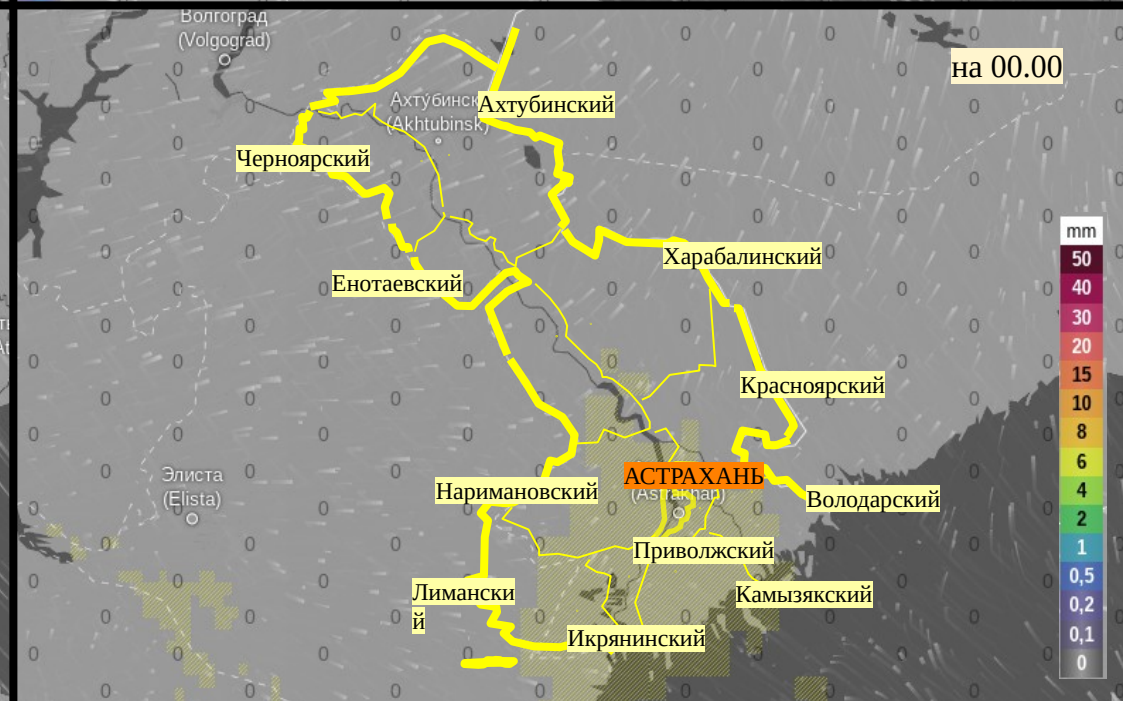 Волгоград
(Volgograd)
на 00.00
Ахту́бинск
(Akhtubinsk)
Ахтубинский
Черноярский
Харабалинский
Енотаевский
mm
50
40
30
20
15
10
8
6
4
2
1
0,5
0,2
0,1
0
Красноярский
Элиста
(Elista)
АСТРАХАНЬ
(Astrakhan)
Наримановский
Володарский
Приволжский
Лимански
й
Камызякский
Икрянинский